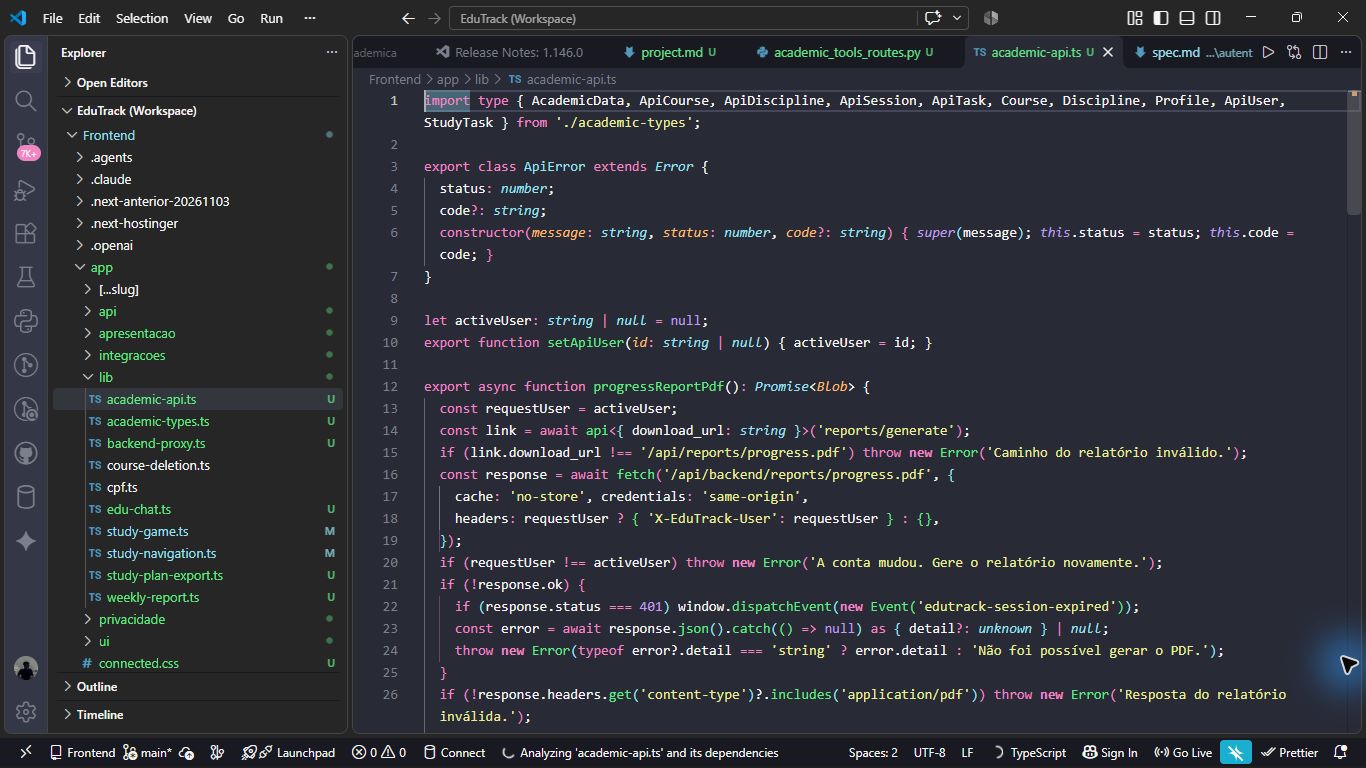 File Edit Selection View Go Run ···
EduTrack (Workspace)
Explorer ···
Open Editors
EduTrack (Workspace)
Frontend
.agents
.claude
.next-anterior-20261103
.next-hostinger
.openai
app
[...slug]
api
apresentacao
integracoes
lib
TS academic-api.ts U
TS academic-types.ts U
TS backend-proxy.ts U
TS course-deletion.ts
TS cpf.ts
TS edu-chat.ts U
TS study-game.ts M
TS study-navigation.ts M
TS study-plan-export.ts U
TS weekly-report.ts U
privacidade
ui
# connected.css U
Outline
Timeline
7K+
ademica Release Notes: 1.146.0 project.md U academic_tools_routes.py U TS academic-api.ts U spec.md ...\autent ···
Frontend > app > lib > TS academic-api.ts
1 import type { AcademicData, ApiCourse, ApiDiscipline, ApiSession, ApiTask, Course, Discipline, Profile, ApiUser,
StudyTask } from './academic-types';
2
3 export class ApiError extends Error {
4 status: number;
5 code?: string;
6 constructor(message: string, status: number, code?: string) { super(message); this.status = status; this.code =
code; }
7 }
8
9 let activeUser: string | null = null;
10 export function setApiUser(id: string | null) { activeUser = id; }
11
12 export async function progressReportPdf(): Promise<Blob> {
13 const requestUser = activeUser;
14 const link = await api<{ download_url: string }>('reports/generate');
15 if (link.download_url !== '/api/reports/progress.pdf') throw new Error('Caminho do relatório inválido.');
16 const response = await fetch('/api/backend/reports/progress.pdf', {
17 cache: 'no-store', credentials: 'same-origin',
18 headers: requestUser ? { 'X-EduTrack-User': requestUser } : {},
19 });
20 if (requestUser !== activeUser) throw new Error('A conta mudou. Gere o relatório novamente.');
21 if (!response.ok) {
22 if (response.status === 401) window.dispatchEvent(new Event('edutrack-session-expired'));
23 const error = await response.json().catch(() => null) as { detail?: unknown } | null;
24 throw new Error(typeof error?.detail === 'string' ? error.detail : 'Não foi possível gerar o PDF.');
25 }
26 if (!response.headers.get('content-type')?.includes('application/pdf')) throw new Error('Resposta do relatório
inválida.');
Frontend main* Launchpad 0 0 Connect Analyzing 'academic-api.ts' and its dependencies Spaces: 2 UTF-8 LF TypeScript Sign In Go Live Prettier